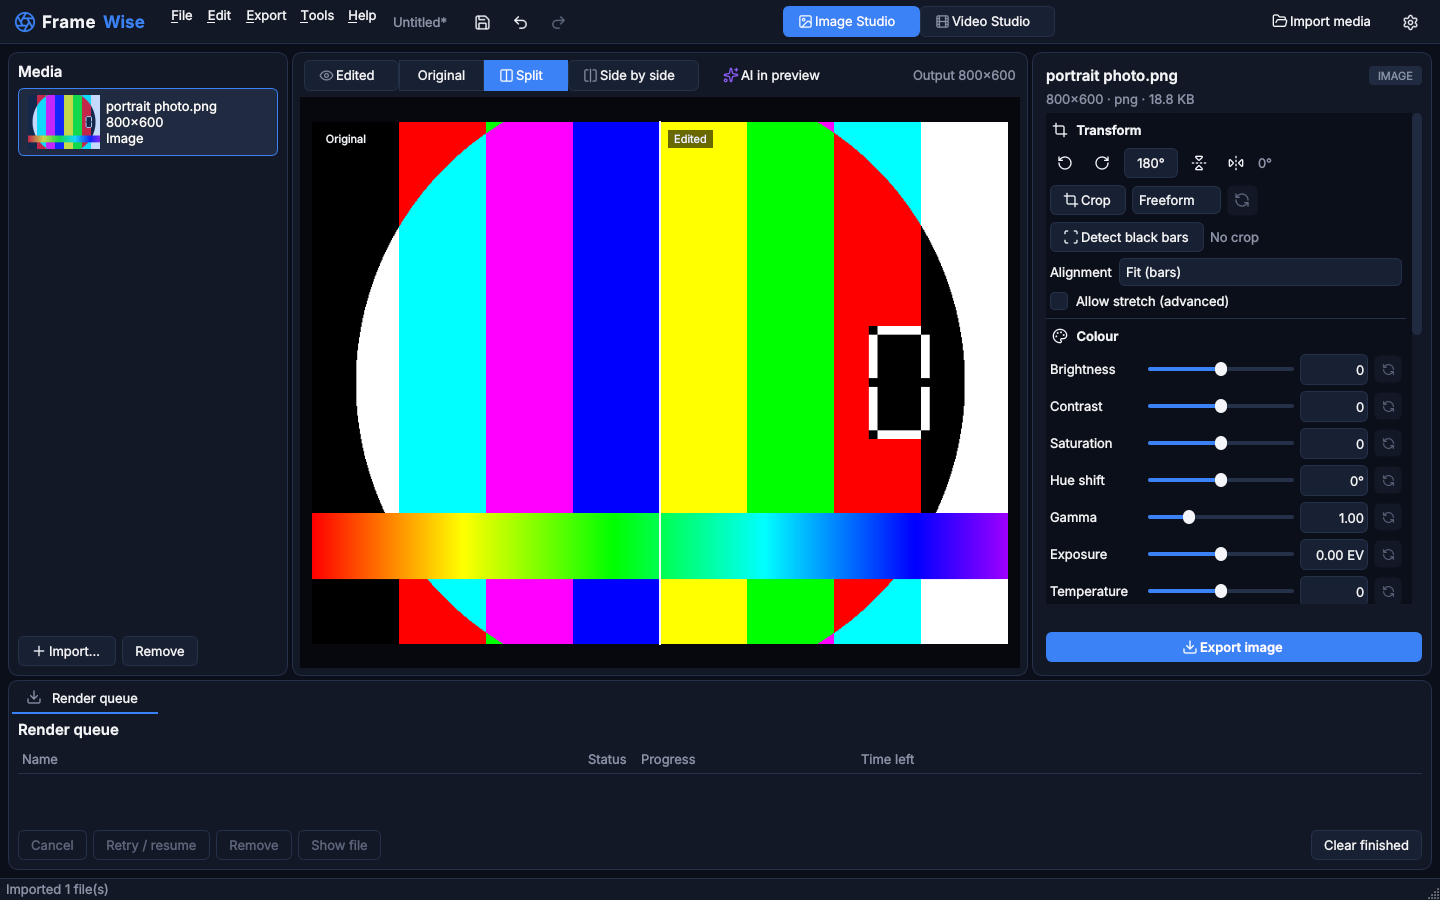 Frame Wise File Edit Export Tools Help Untitled* Image Studio Video Studio Import media
Media
portrait photo.png
800×600
Image
Import... Remove
Edited Original Split Side by side AI in preview Output 800×600
Original Edited
0
portrait photo.png IMAGE
800×600 · png · 18.8 KB
Transform
180° 0°
Crop Freeform
Detect black bars No crop
Alignment Fit (bars)
Allow stretch (advanced)
Colour
Brightness 0
Contrast 0
Saturation 0
Hue shift 0°
Gamma 1.00
Exposure 0.00 EV
Temperature 0
Export image
Render queue
Render queue
Name Status Progress Time left
Cancel Retry / resume Remove Show file Clear finished
Imported 1 file(s)